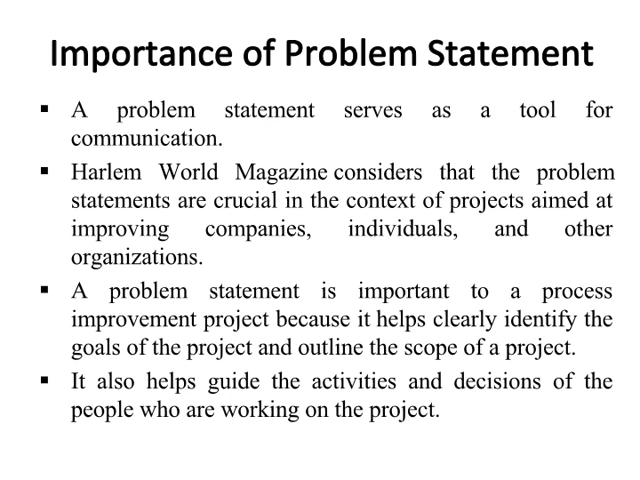 Importance of Problem Statement
▪ A problem statement serves as a tool for
communication.
▪ Harlem World Magazine considers that the problem
statements are crucial in the context of projects aimed at
improving companies, individuals, and other
organizations.
▪ A problem statement is important to a process
improvement project because it helps clearly identify the
goals of the project and outline the scope of a project.
▪ It also helps guide the activities and decisions of the
people who are working on the project.